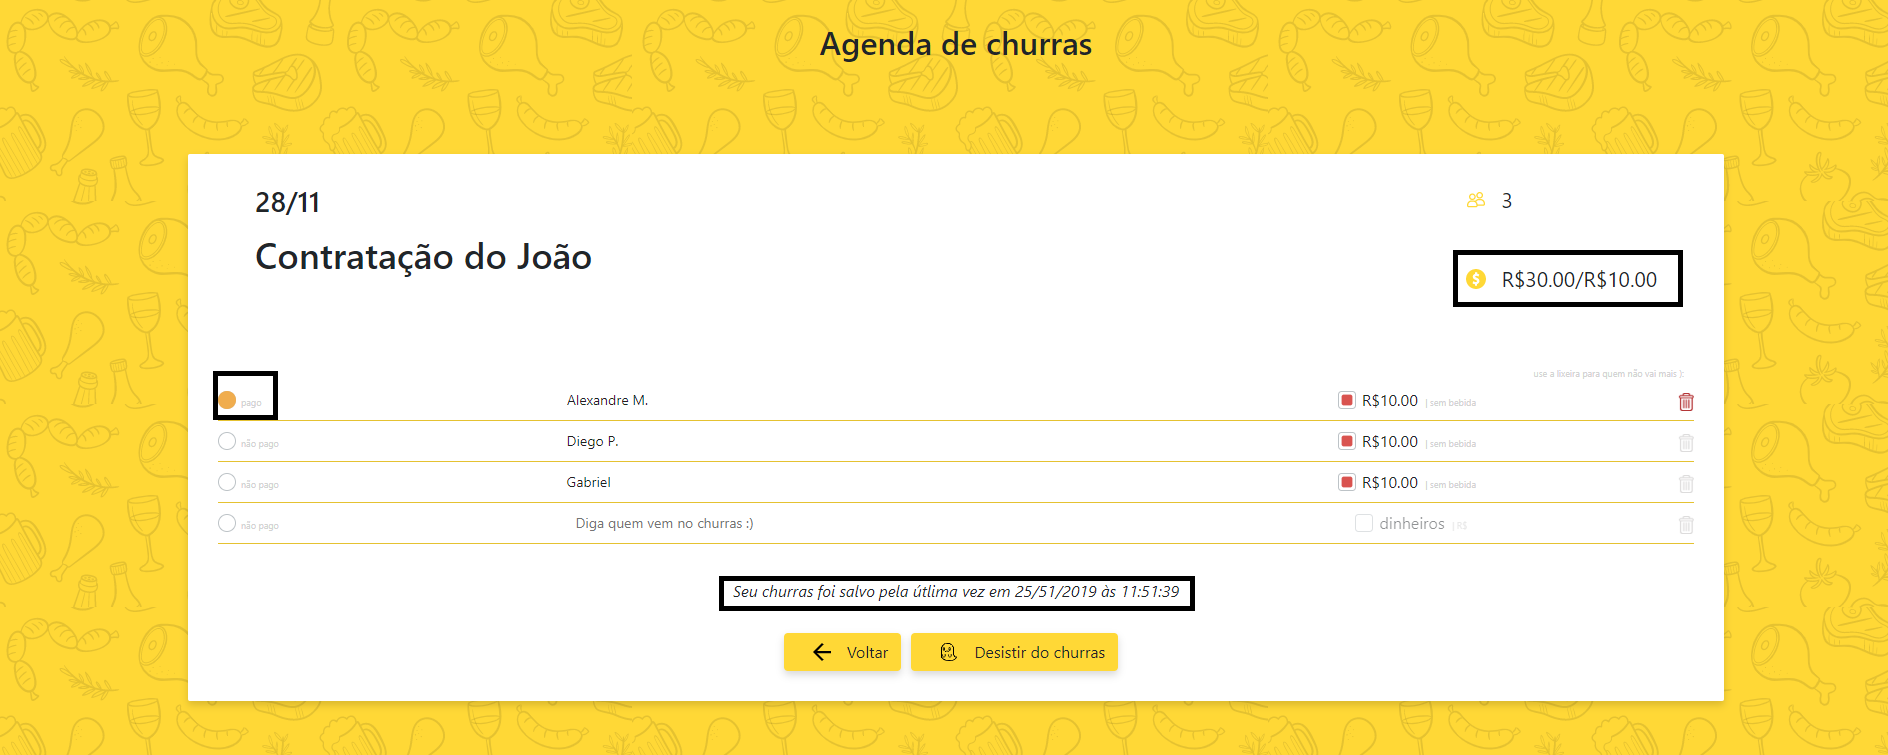 Agenda de churras
28/11
3
Contratação do João
R$30.00/R$10.00
use a lixeira para quem não vai mais ):
pago Alexandre M. R$10.00 | sem bebida
não pago Diego P. R$10.00 | sem bebida
não pago Gabriel R$10.00 | sem bebida
não pago Diga quem vem no churras :) dinheiros | R$
Seu churras foi salvo pela útlima vez em 25/51/2019 às 11:51:39
Voltar Desistir do churras